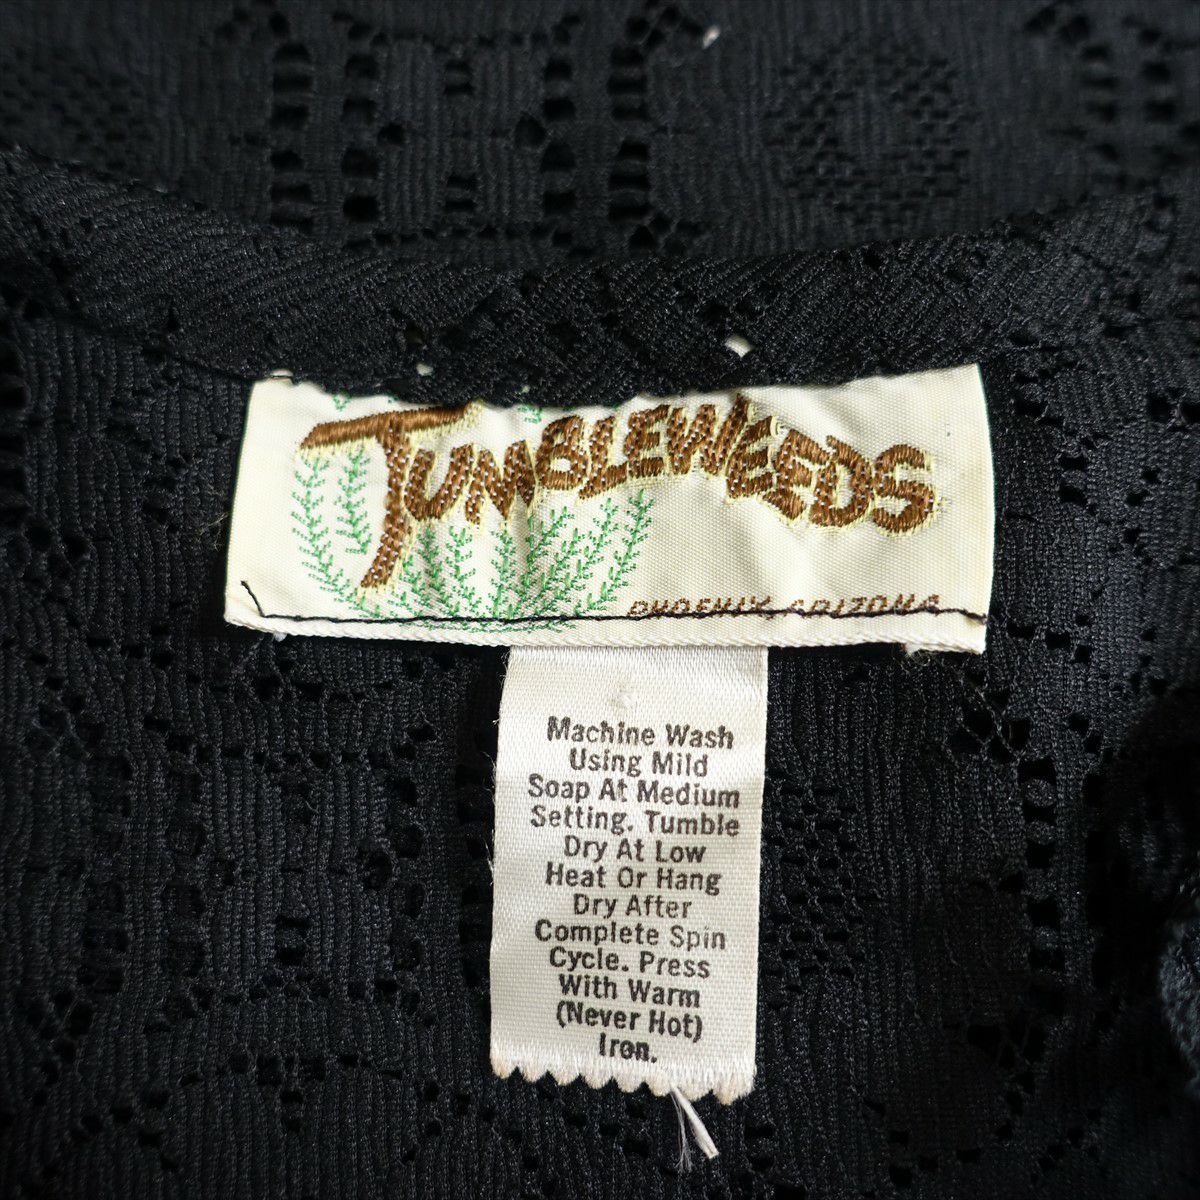 TUMBLEWEEDS
PHOENIX, ARIZONA
Machine Wash
Using Mild
Soap At Medium
Setting. Tumble
Dry At Low
Heat Or Hang
Dry After
Complete Spin
Cycle. Press
With Warm
(Never Hot)
Iron.